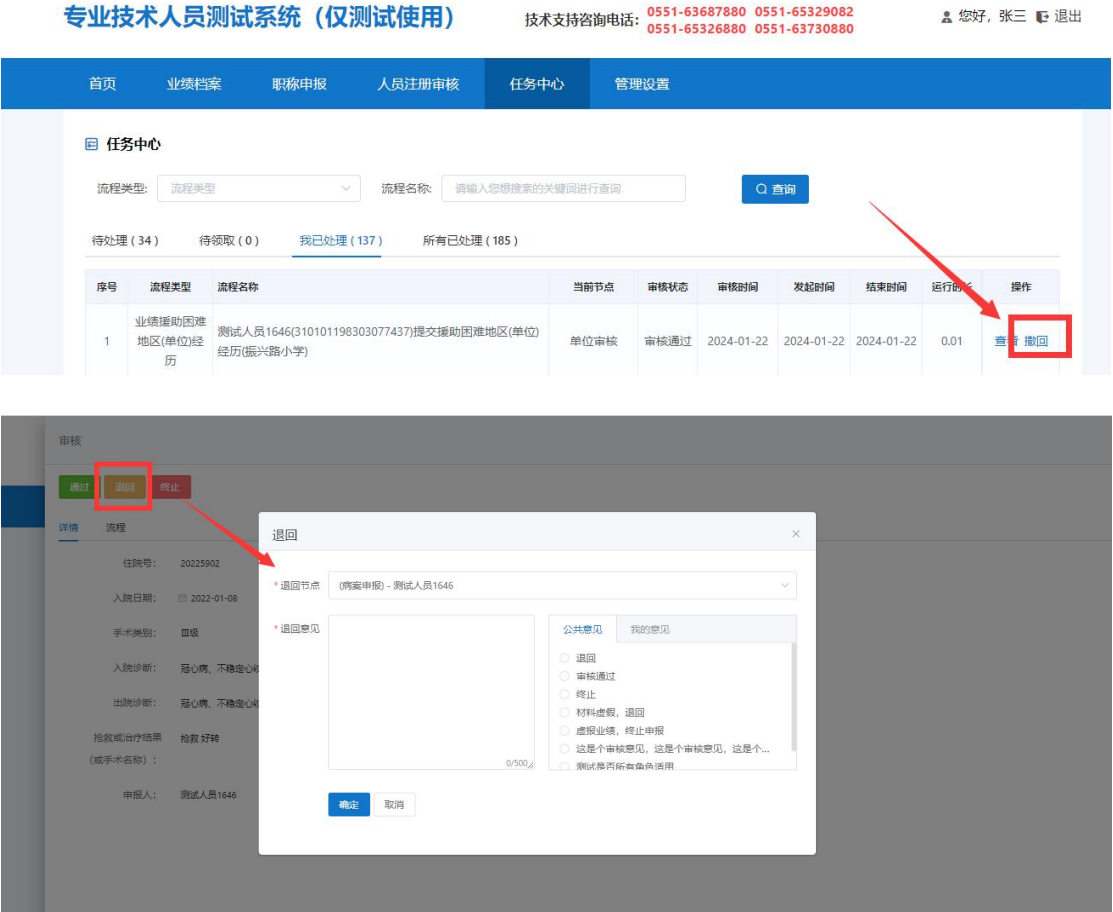 专业技术人员测试系统（仅测试使用）
技术支持咨询电话：
0551-63687880 0551-65329082
0551-65326880 0551-63730880
您好，张三 退出
首页 业绩档案 职称申报 人员注册审核 任务中心 管理设置
任务中心
流程类型: 流程类型 流程名称: 请输入您想搜索的关键词进行查询 查询
待处理 ( 34 ) 待领取 ( 0 ) 我已处理 ( 137 ) 所有已处理 ( 185 )
序号 流程类型 流程名称 当前节点 审核状态 审核时间 发起时间 结束时间 操作
1 业绩援助困难地区(单位)经历 测试人员1646(310101198303077437)提交援助困难地区(单位)经历(振兴路小学) 单位审核 审核通过 2024-01-22 2024-01-22 2024-01-22 0.01 查看 撤回
审核
通过 退回 终止
详情 流程
住院号： 20225902
入院日期： 2022-01-08
手术类别： Ⅲ级
入院诊断： 冠心病、不稳定心
出院诊断： 冠心病、不稳定心
抢救或治疗结果 抢救 好转
(或手术名称)：
申报人： 测试人员1646
退回
* 退回节点 (病案申报) - 测试人员1646
* 退回意见
0/500
公共意见 我的意见
退回
审核通过
终止
材料虚假，退回
虚报业绩，终止申报
这是个审核意见，这是个审核意见，这是个...
测试是否所有角色适用
确定 取消